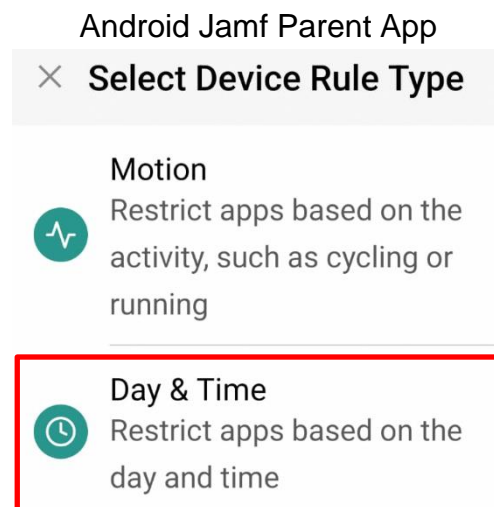 Android Jamf Parent App
Select Device Rule Type
Motion
Restrict apps based on the
activity, such as cycling or
running
Day & Time
Restrict apps based on the
day and time